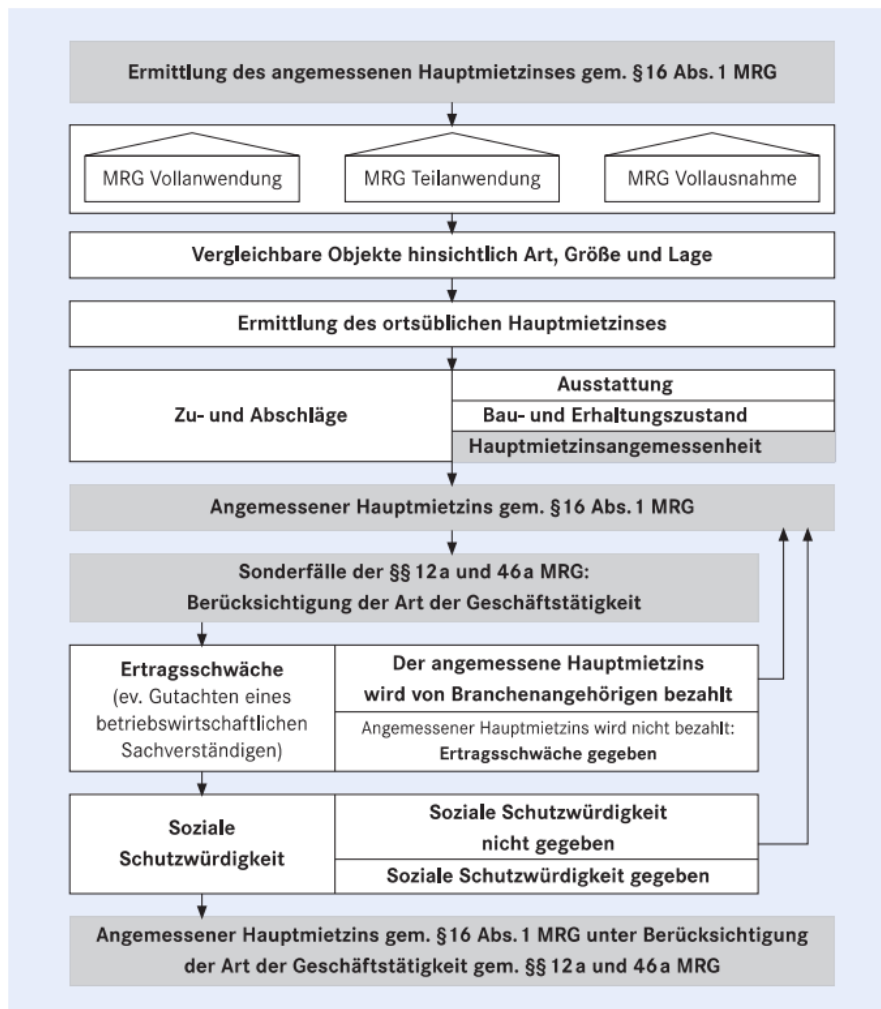 Ermittlung des angemessenen Hauptmietzinses gem. §16 Abs. 1 MRG
MRG Vollanwendung
MRG Teilanwendung
MRG Vollausnahme
Vergleichbare Objekte hinsichtlich Art, Größe und Lage
Ermittlung des ortsüblichen Hauptmietzinses
Zu- und Abschläge
Ausstattung
Bau- und Erhaltungszustand
Hauptmietzinsangemessenheit
Angemessener Hauptmietzins gem. §16 Abs. 1 MRG
Sonderfälle der §§ 12a und 46a MRG:
Berücksichtigung der Art der Geschäftstätigkeit
Ertragsschwäche
(ev. Gutachten eines
betriebswirtschaftlichen
Sachverständigen)
Der angemessene Hauptmietzins
wird von Branchenangehörigen bezahlt
Angemessener Hauptmietzins wird nicht bezahlt:
Ertragsschwäche gegeben
Soziale
Schutzwürdigkeit
Soziale Schutzwürdigkeit
nicht gegeben
Soziale Schutzwürdigkeit gegeben
Angemessener Hauptmietzins gem. §16 Abs. 1 MRG unter Berücksichtigung
der Art der Geschäftstätigkeit gem. §§ 12a und 46a MRG